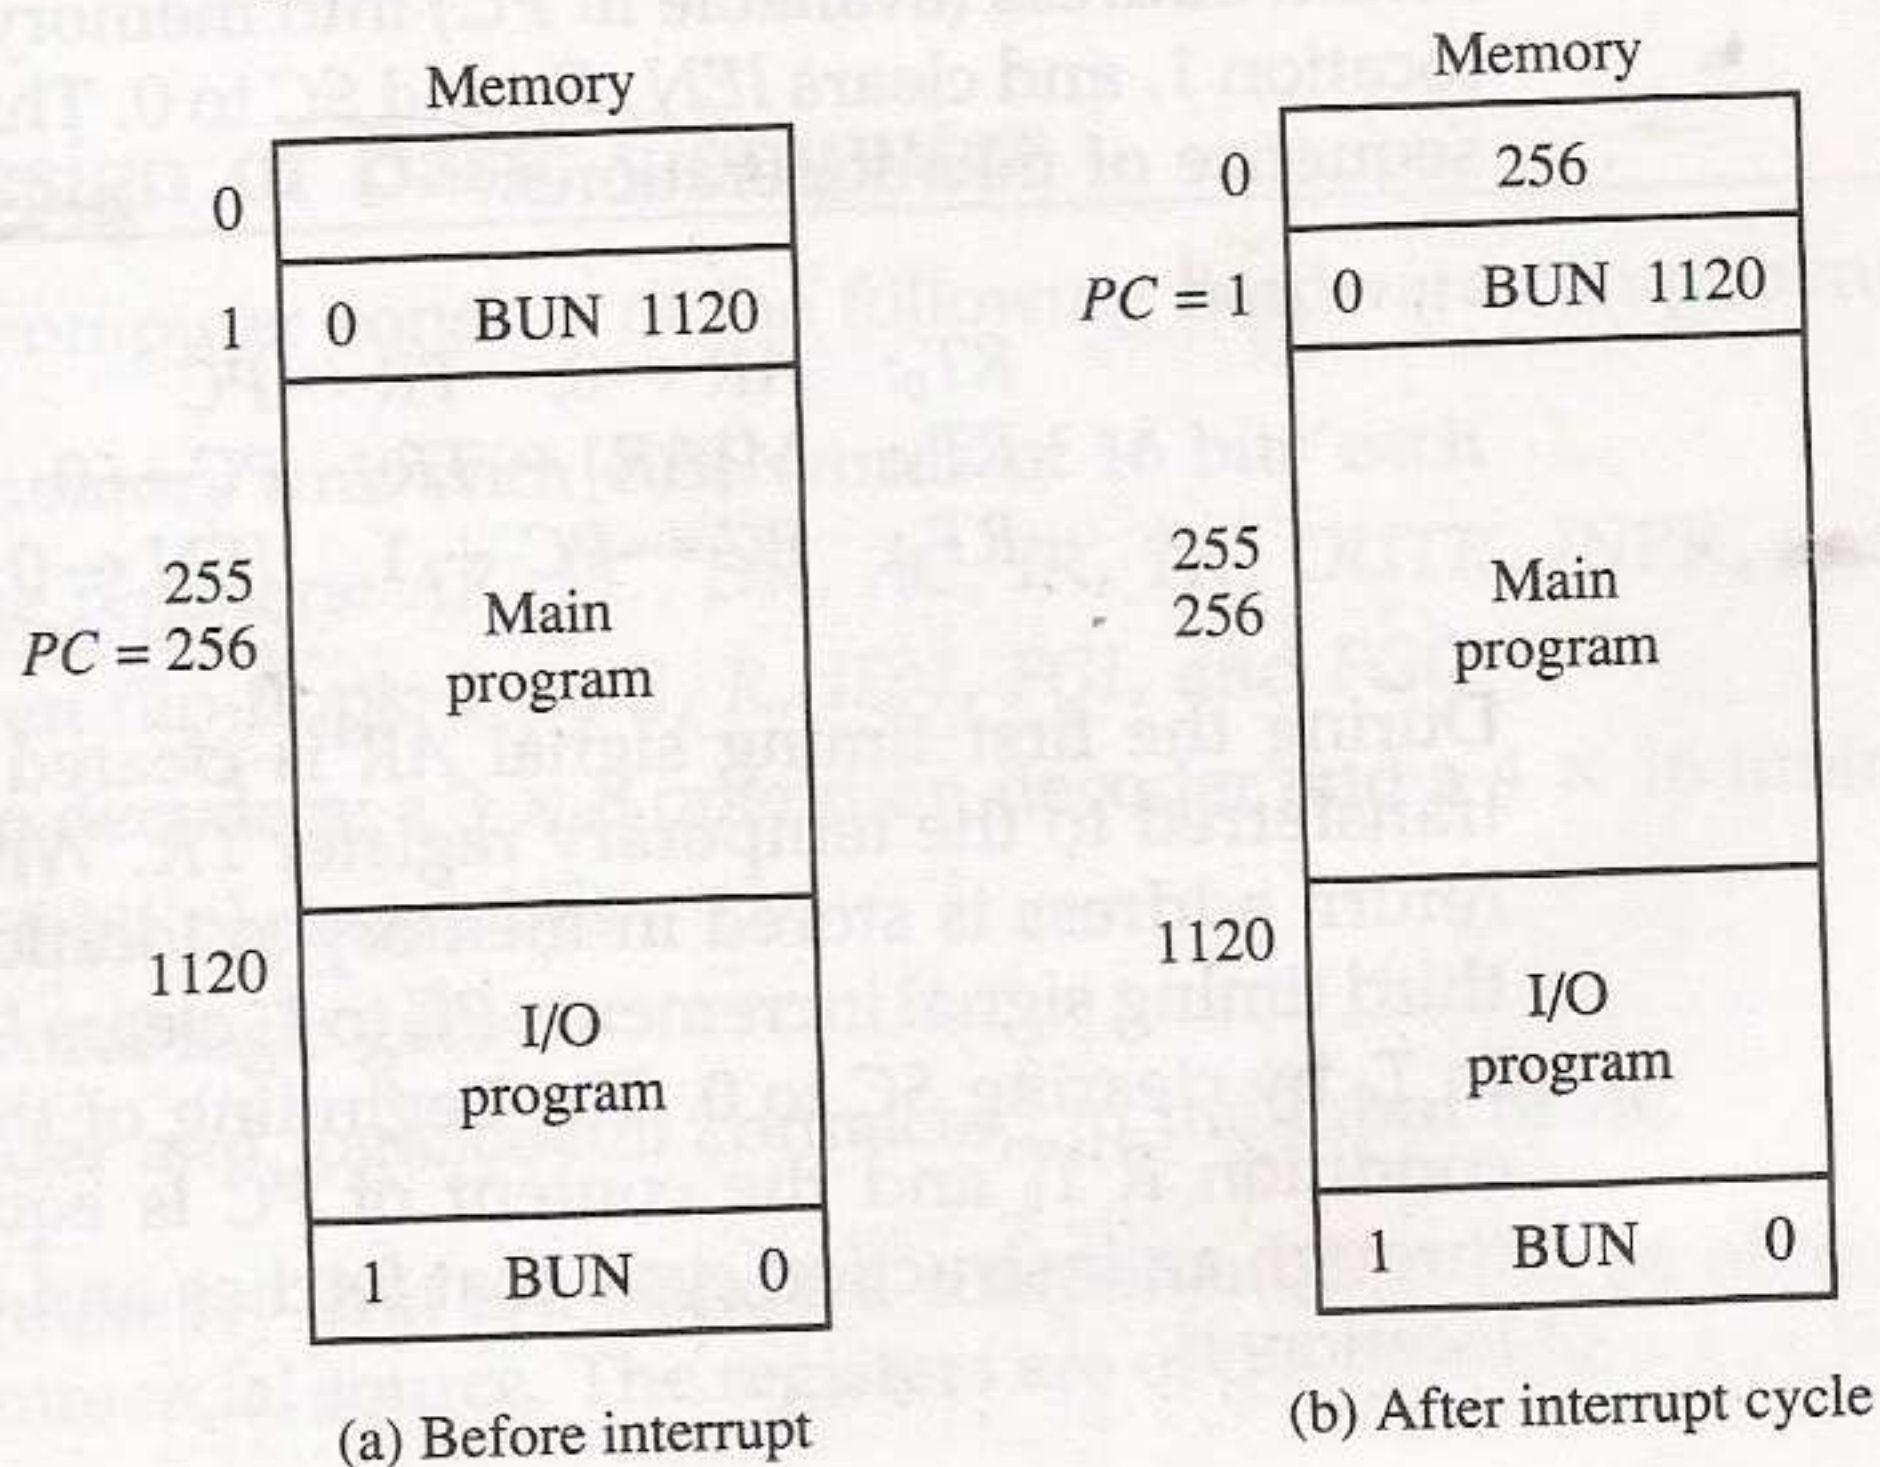 Memory
0
1 0 BUN 1120
255
PC = 256
Main
program
1120
I/O
program
1 BUN 0
(a) Before interrupt
Memory
0 256
PC = 1 0 BUN 1120
255
256
Main
program
1120
I/O
program
1 BUN 0
(b) After interrupt cycle